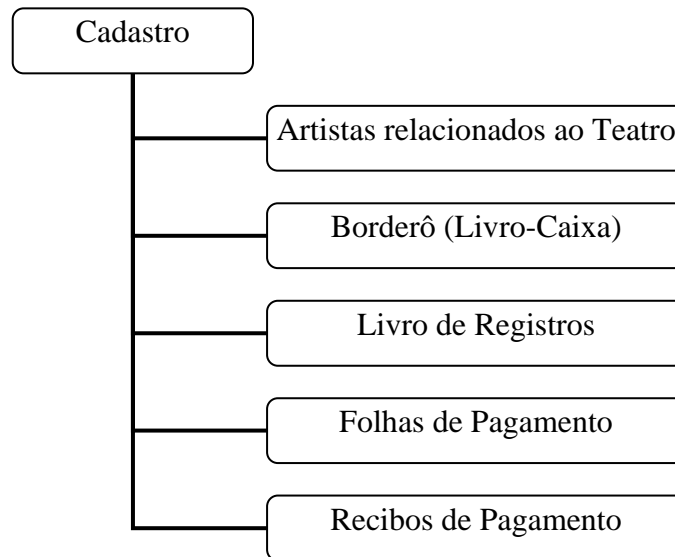 Cadastro
Artistas relacionados ao Teatro
Borderô (Livro-Caixa)
Livro de Registros
Folhas de Pagamento
Recibos de Pagamento